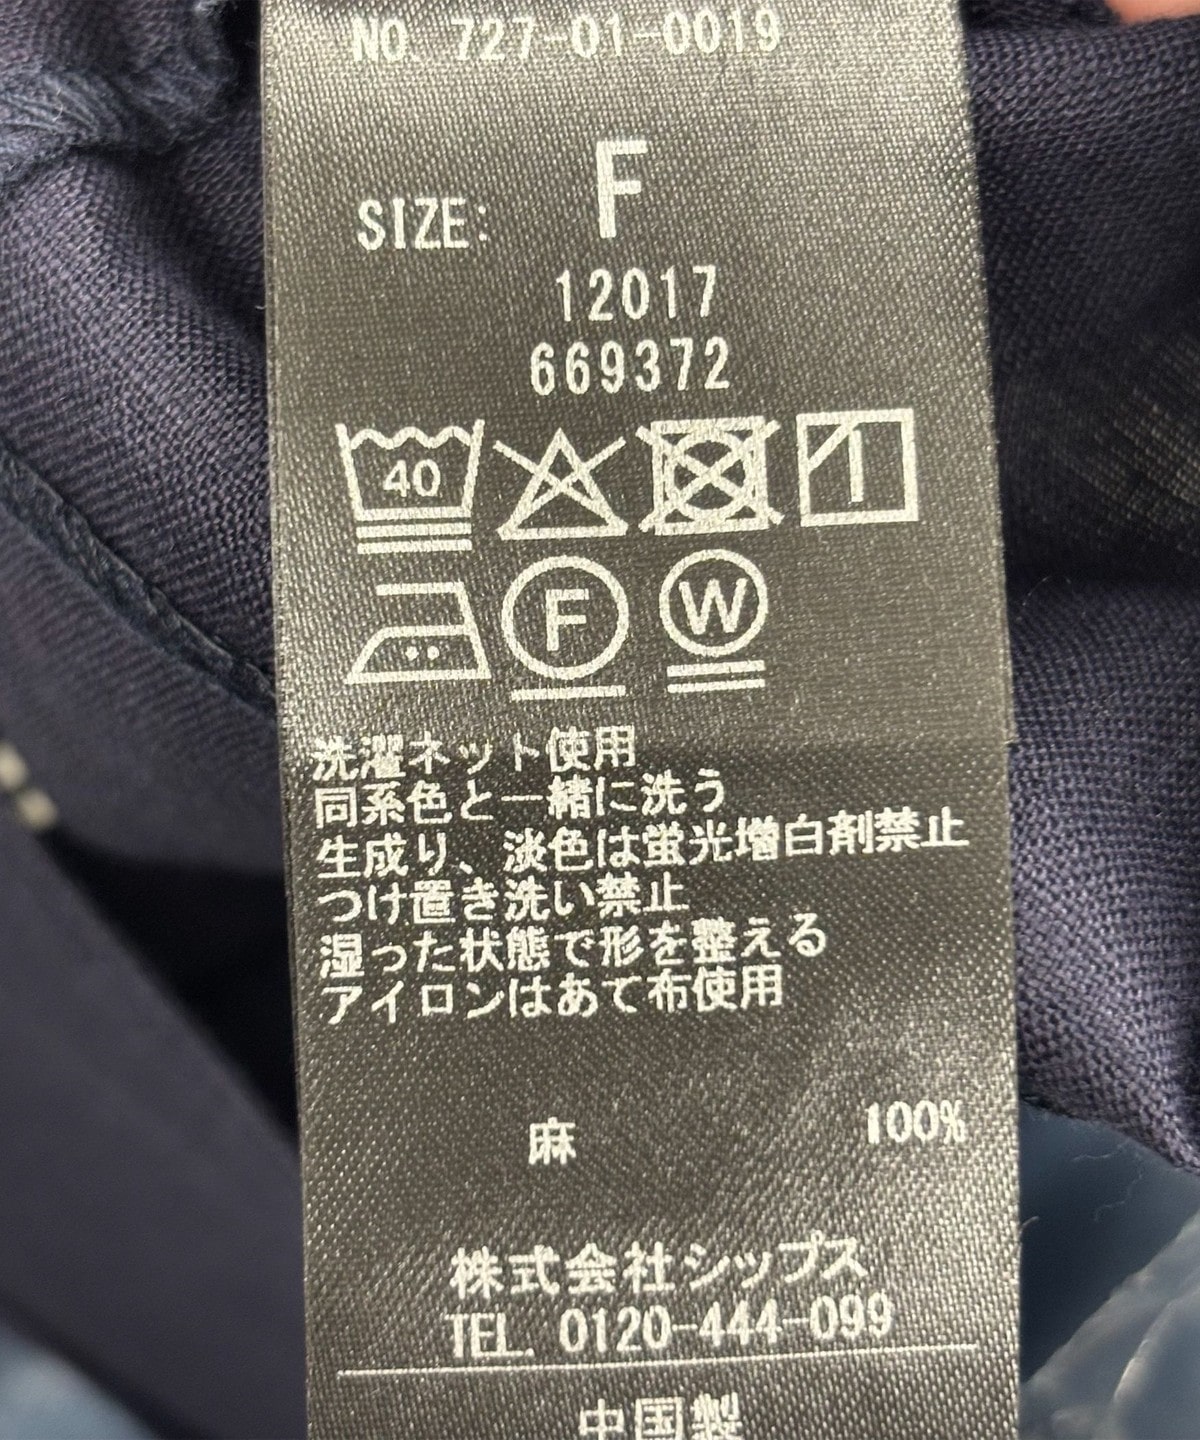 NO. 727-01-0019
SIZE: F
12017
669372
40
F W
洗濯ネット使用
同系色と一緒に洗う
生成り、淡色は蛍光増白剤禁止
つけ置き洗い禁止
湿った状態で形を整える
アイロンはあて布使用
麻 100%
株式会社シップス
TEL. 0120-444-099
中国製